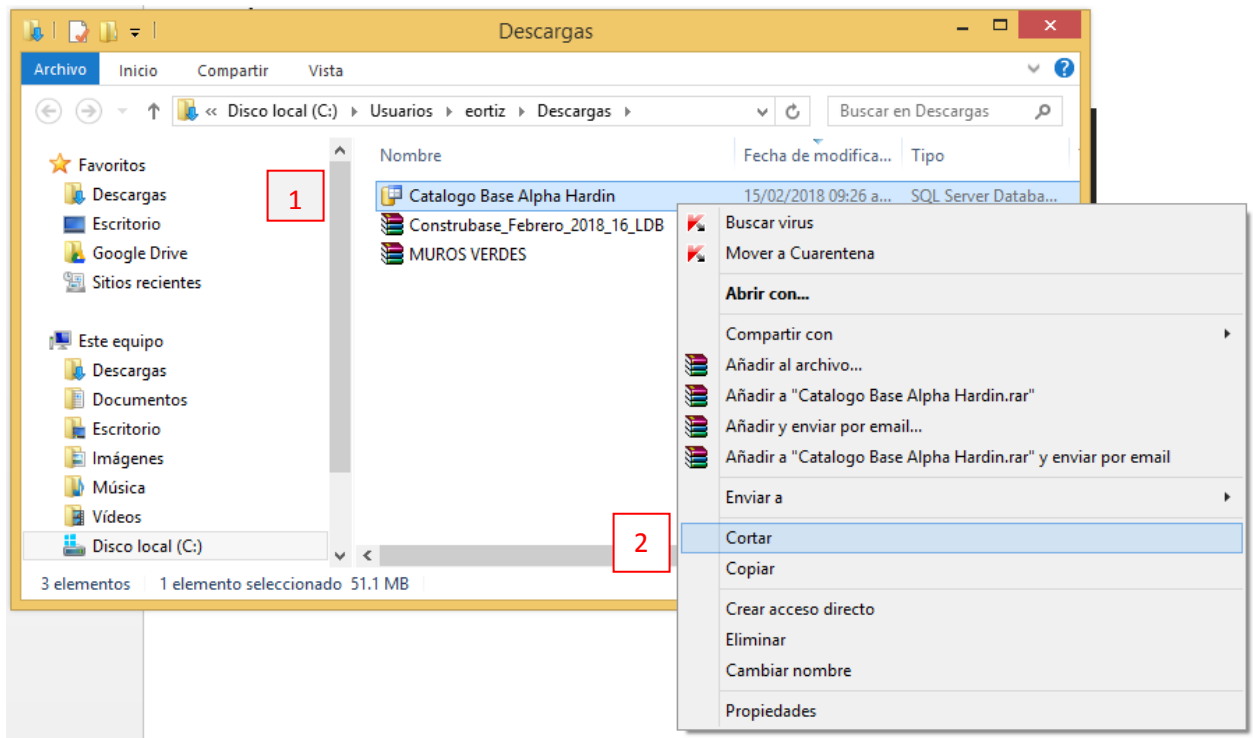 Descargas
Archivo Inicio Compartir Vista
« Disco local (C:) Usuarios eortiz Descargas Buscar en Descargas
Favoritos
Descargas
Escritorio
Google Drive
Sitios recientes
Este equipo
Descargas
Documentos
Escritorio
Imágenes
Música
Vídeos
Disco local (C:)
Nombre Fecha de modifica... Tipo
1
Catalogo Base Alpha Hardin 15/02/2018 09:26 a... SQL Server Databa...
Construbase_Febrero_2018_16_LDB
MUROS VERDES
Buscar virus
Mover a Cuarentena
Abrir con...
Compartir con
Añadir al archivo...
Añadir a "Catalogo Base Alpha Hardin.rar"
Añadir y enviar por email...
Añadir a "Catalogo Base Alpha Hardin.rar" y enviar por email
Enviar a
2
Cortar
Copiar
Crear acceso directo
Eliminar
Cambiar nombre
Propiedades
3 elementos 1 elemento seleccionado 51.1 MB